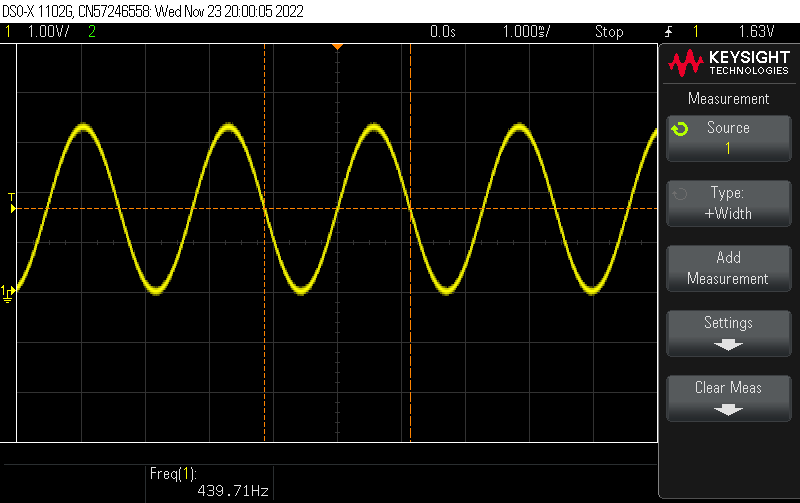 DSO-X 1102G, CN57246558: Wed Nov 23 20:00:05 2022
1 1.00V/ 2 0.0s 1.000ms/ Stop 1 1.63V
KEYSIGHT
TECHNOLOGIES
Measurement
Source
1
Type:
+Width
Add
Measurement
Settings
Clear Meas
T
1
Freq(1):
439.71Hz